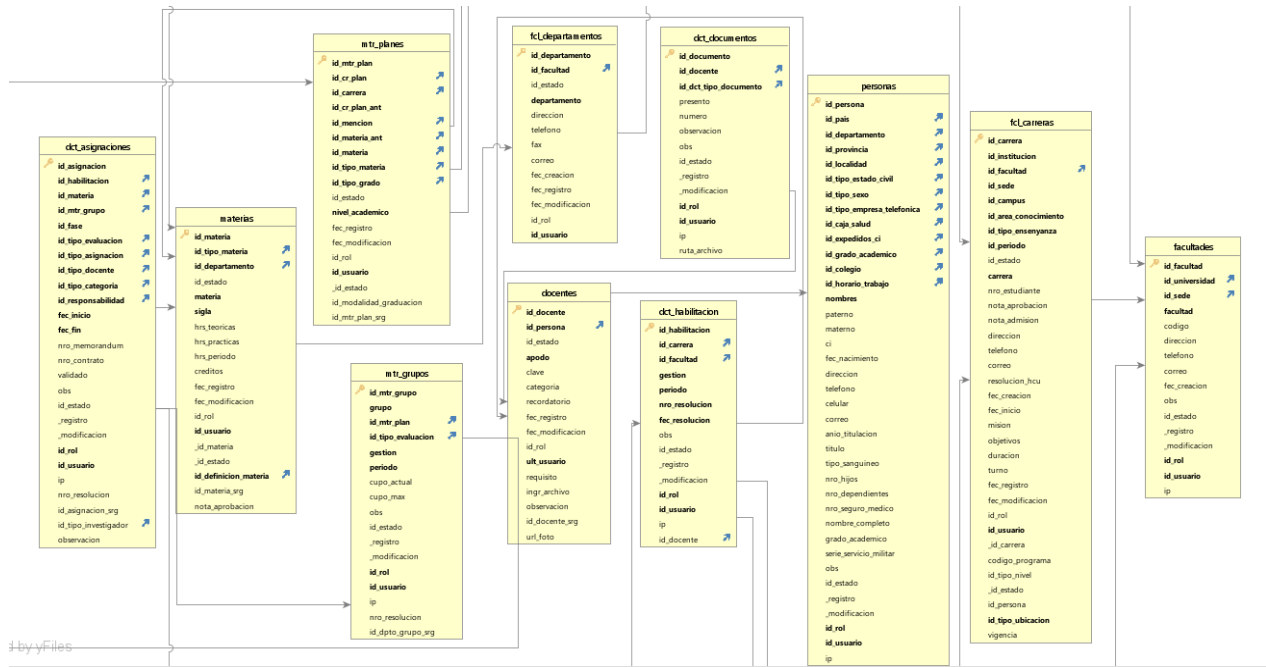 mtr_planes
id_mtr_plan
id_cr_plan
id_carrera
id_cr_plan_ant
id_mencion
id_materia_ant
id_materia
id_tipo_materia
id_tipo_grado
id_estado
nivel_academico
fec_registro
fec_modificacion
id_rol
id_usuario
_id_estado
id_modalidad_graduacion
id_mtr_plan_srg
fcl_departamentos
id_departamento
id_facultad
id_estado
departamento
direccion
telefono
fax
correo
fec_creacion
fec_registro
fec_modificacion
id_rol
id_usuario
dct_documentos
id_documento
id_docente
id_dct_tipo_documento
presento
numero
observacion
obs
id_estado
_registro
_modificacion
id_rol
id_usuario
ip
ruta_archivo
personas
id_persona
id_pais
id_departamento
id_provincia
id_localidad
id_tipo_estado_civil
id_tipo_sexo
id_tipo_empresa_telefonica
id_caja_salud
id_expedidos_ci
id_grado_academico
id_colegio
id_horario_trabajo
nombres
paterno
materno
ci
fec_nacimiento
direccion
telefono
celular
correo
anio_titulacion
titulo
tipo_sanguineo
nro_hijos
nro_dependientes
nro_seguro_medico
nombre_completo
grado_academico
serie_servicio_militar
obs
id_estado
_registro
_modificacion
id_rol
id_usuario
ip
fcl_carreras
id_carrera
id_institucion
id_facultad
id_sede
id_campus
id_area_conocimiento
id_tipo_ensenyanza
id_periodo
id_estado
carrera
nro_estudiante
nota_aprobacion
nota_admision
direccion
telefono
correo
resolucion_hcu
fec_creacion
fec_inicio
mision
objetivos
duracion
turno
fec_registro
fec_modificacion
id_rol
id_usuario
_id_carrera
codigo_programa
id_tipo_nivel
_id_estado
id_persona
id_tipo_ubicacion
vigencia
dct_asignaciones
id_asignacion
id_habilitacion
id_materia
id_mtr_grupo
id_fase
id_tipo_evaluacion
id_tipo_asignacion
id_tipo_docente
id_tipo_categoria
id_responsabilidad
fec_inicio
fec_fin
nro_memorandum
nro_contrato
validado
obs
id_estado
_registro
_modificacion
id_rol
id_usuario
ip
nro_resolucion
id_asignacion_srg
id_tipo_investigador
observacion
materias
id_materia
id_tipo_materia
id_departamento
id_estado
materia
sigla
hrs_teoricas
hrs_practicas
hrs_periodo
creditos
fec_registro
fec_modificacion
id_rol
id_usuario
_id_materia
_id_estado
id_definicion_materia
id_materia_srg
nota_aprobacion
facultades
id_facultad
id_universidad
id_sede
facultad
codigo
direccion
telefono
correo
fec_creacion
obs
id_estado
_registro
_modificacion
id_rol
id_usuario
ip
docentes
id_docente
id_persona
id_estado
apodo
clave
categoria
recordatorio
fec_registro
fec_modificacion
id_rol
ult_usuario
requisito
ingr_archivo
observacion
id_docente_srg
url_foto
dct_habilitacion
id_habilitacion
id_carrera
id_facultad
gestion
periodo
nro_resolucion
fec_resolucion
obs
id_estado
_registro
_modificacion
id_rol
id_usuario
ip
id_docente
mtr_grupos
id_mtr_grupo
grupo
id_mtr_plan
id_tipo_evaluacion
gestion
periodo
cupo_actual
cupo_max
obs
id_estado
_registro
_modificacion
id_rol
id_usuario
ip
nro_resolucion
id_dpto_grupo_srg
d by yFiles